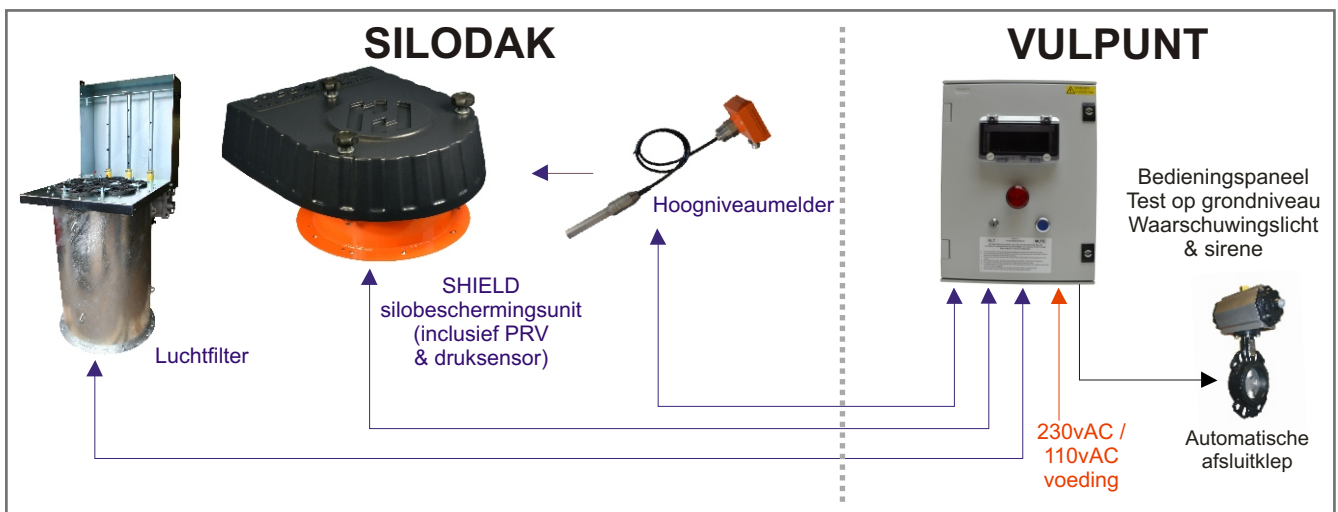 SILODAK
VULPUNT
Hoogniveaumelder
SHIELD
silobeschermingsunit
(inclusief PRV
& druksensor)
Luchtfilter
Bedieningspaneel
Test op grondniveau
Waarschuwingslicht
& sirene
230vAC /
110vAC
voeding
Automatische
afsluitklep